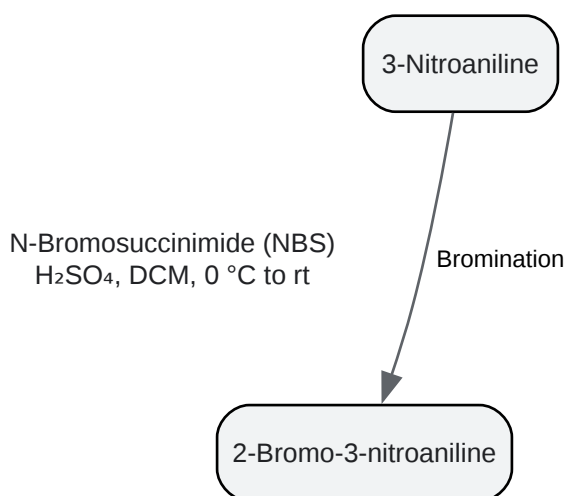 3-Nitroaniline
N-Bromosuccinimide (NBS)
H₂SO₄, DCM, 0 °C to rt
Bromination
2-Bromo-3-nitroaniline